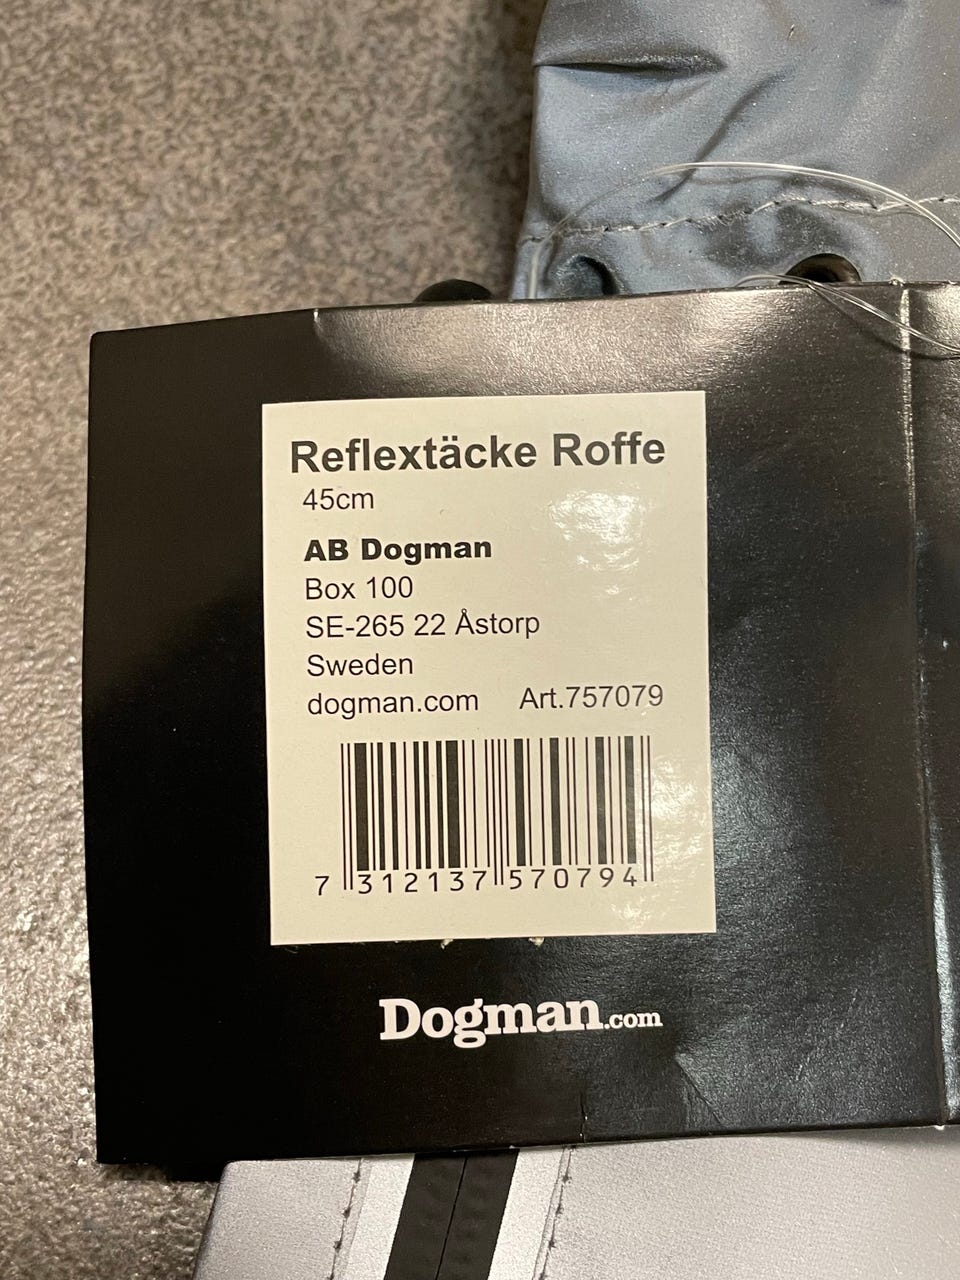 Reflextäcke Roffe
45cm
AB Dogman
Box 100
SE-265 22 Åstorp
Sweden
dogman.com Art.757079
7 312137 570794
Dogman.com